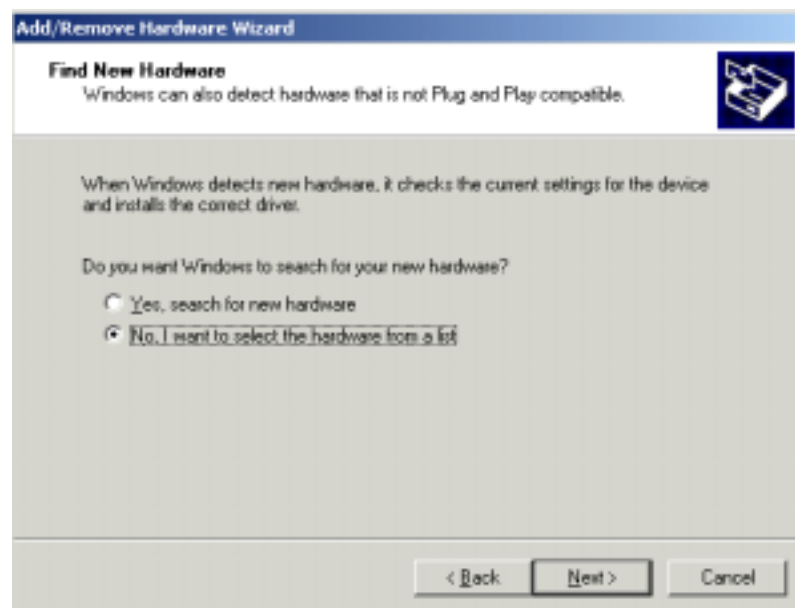 Add/Remove Hardware Wizard
Find New Hardware
Windows can also detect hardware that is not Plug and Play compatible.
When Windows detects new hardware, it checks the current settings for the device
and installs the correct driver.
Do you want Windows to search for your new hardware?
Yes, search for new hardware
No, I want to select the hardware from a list
< Back
Next >
Cancel